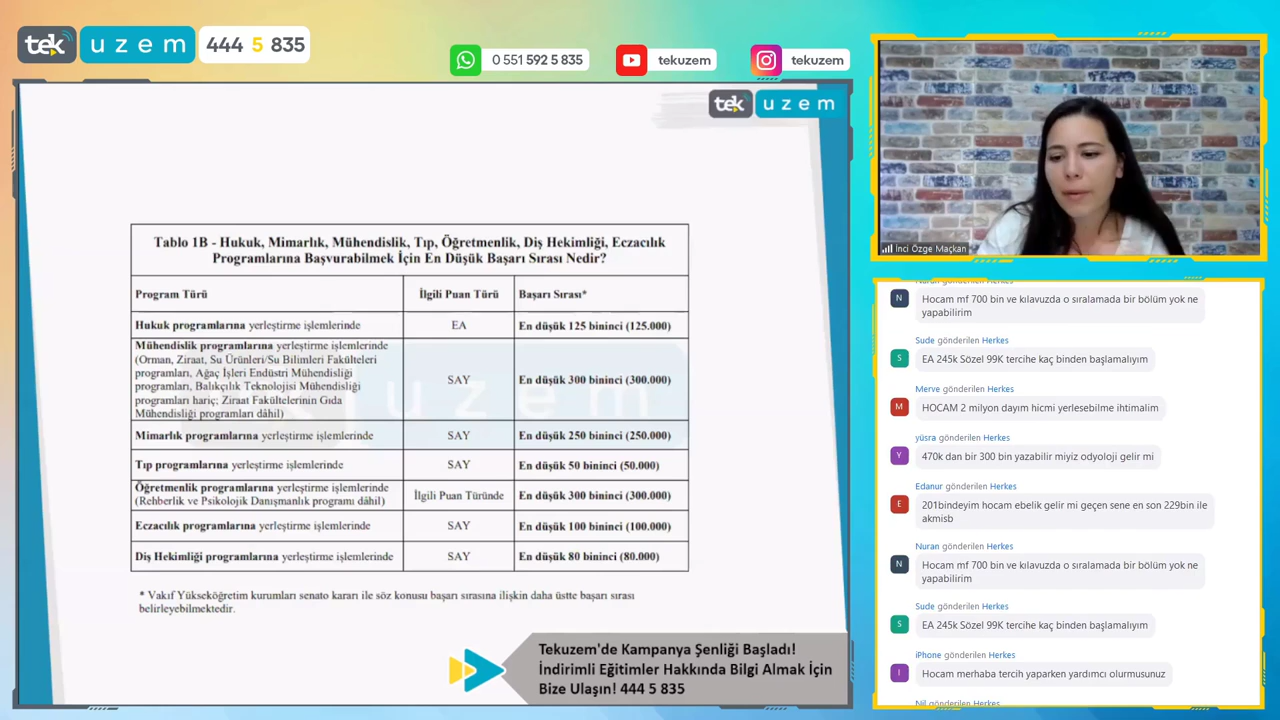 tek uzem 444 5 835
0 551 592 5 835
tekuzem
tekuzem
tek uzem
Tablo 1B - Hukuk, Mimarlık, Mühendislik, Tıp, Öğretmenlik, Diş Hekimliği, Eczacılık
Programlarına Başvurabilmek İçin En Düşük Başarı Sırası Nedir?
Program Türü İlgili Puan Türü Başarı Sırası*
Hukuk programlarına yerleştirme işlemlerinde EA En düşük 125 bininci (125.000)
Mühendislik programlarına yerleştirme işlemlerinde
(Orman, Ziraat, Su Ürünleri/Su Bilimleri Fakülteleri
programları, Ağaç İşleri Endüstri Mühendisliği
programları, Balıkçılık Teknolojisi Mühendisliği
programları hariç; Ziraat Fakültelerinin Gıda
Mühendisliği programları dâhil)
SAY En düşük 300 bininci (300.000)
Mimarlık programlarına yerleştirme işlemlerinde SAY En düşük 250 bininci (250.000)
Tıp programlarına yerleştirme işlemlerinde SAY En düşük 50 bininci (50.000)
Öğretmenlik programlarına yerleştirme işlemlerinde
(Rehberlik ve Psikolojik Danışmanlık programı dâhil)
İlgili Puan Türünde En düşük 300 bininci (300.000)
Eczacılık programlarına yerleştirme işlemlerinde SAY En düşük 100 bininci (100.000)
Diş Hekimliği programlarına yerleştirme işlemlerinde SAY En düşük 80 bininci (80.000)
* Vakıf Yükseköğretim kurumları senato kararı ile söz konusu başarı sırasına ilişkin daha üstte başarı sırası
belirleyebilmektedir.
uzem
Tekuzem'de Kampanya Şenliği Başladı!
İndirimli Eğitimler Hakkında Bilgi Almak İçin
Bize Ulaşın! 444 5 835
İnci Özge Maçkan
Nuran gönderilen Herkes
N
Hocam mf 700 bin ve kılavuzda o sıralamada bir bölüm yok ne
yapabilirim
Sude gönderilen Herkes
S
EA 245k Sözel 99K tercihe kaç binden başlamalıyım
Merve gönderilen Herkes
M
HOCAM 2 milyon dayım hicmi yerlesebilme ihtimalim
yüsra gönderilen Herkes
Y
470k dan bir 300 bin yazabilir miyiz odyoloji gelir mi
Edanur gönderilen Herkes
E
201bindeyim hocam ebelik gelir mi geçen sene en son 229bin ile
akmisb
Nuran gönderilen Herkes
N
Hocam mf 700 bin ve kılavuzda o sıralamada bir bölüm yok ne
yapabilirim
Sude gönderilen Herkes
S
EA 245k Sözel 99K tercihe kaç binden başlamalıyım
iPhone gönderilen Herkes
I
Hocam merhaba tercih yaparken yardımcı olurmusunuz
Nil gönderilen Herkes